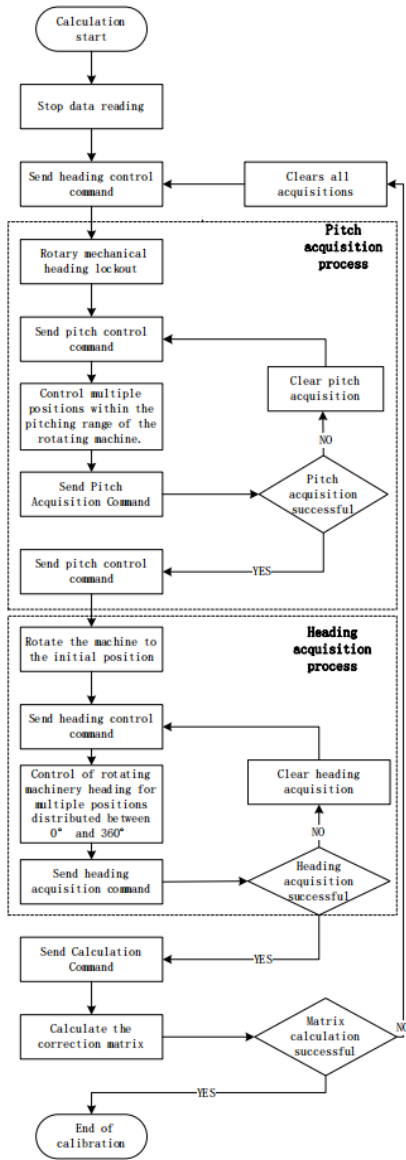 Calculation
start
Stop data reading
Send heading control
command
Clears all
acquisitions
Pitch
acquisition
process
Rotary mechanical
heading lockout
Send pitch control
command
Clear pitch
acquisition
Control multiple
positions within the
pitching range of the
rotating machine.
NO
Send Pitch
Acquisition Command
Pitch
acquisition
successful
YES
Send pitch control
command
Heading
acquisition
process
Rotate the machine to
the initial position
Send heading control
command
Clear heading
acquisition
Control of rotating
machinery heading for
multiple positions
distributed between
0° and 360°
NO
Send heading
acquisition command
Heading
acquisition
successful
YES
Send Calculation
Command
Calculate the
correction matrix
Matrix
calculation
successful
NO
YES
End of
calibration